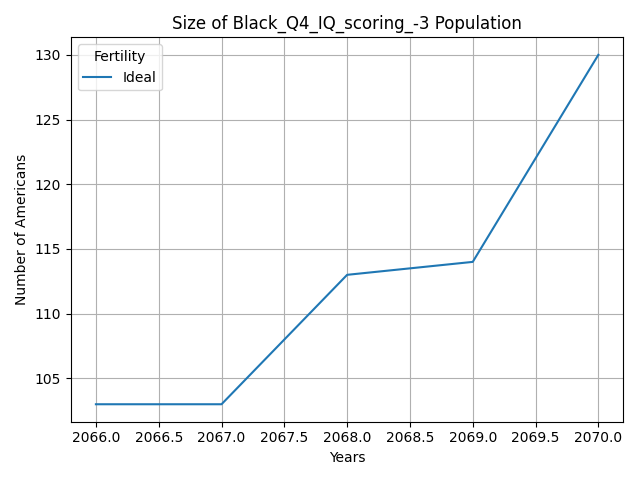 Size of Black_Q4_IQ_scoring_-3 Population
Fertility
Ideal
Number of Americans
130
125
120
115
110
105
2066.0 2066.5 2067.0 2067.5 2068.0 2068.5 2069.0 2069.5 2070.0
Years